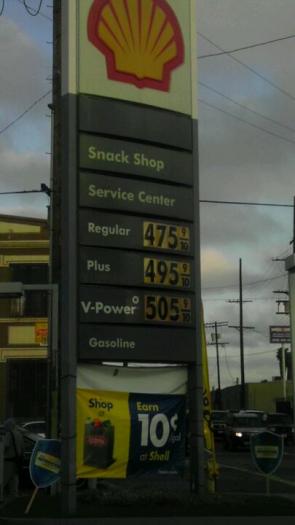 Snack Shop
Service Center
Regular 475 9/10
Plus 495 9/10
V-Power 505 9/10
Gasoline
Shop Earn
10¢ /gal
at Shell